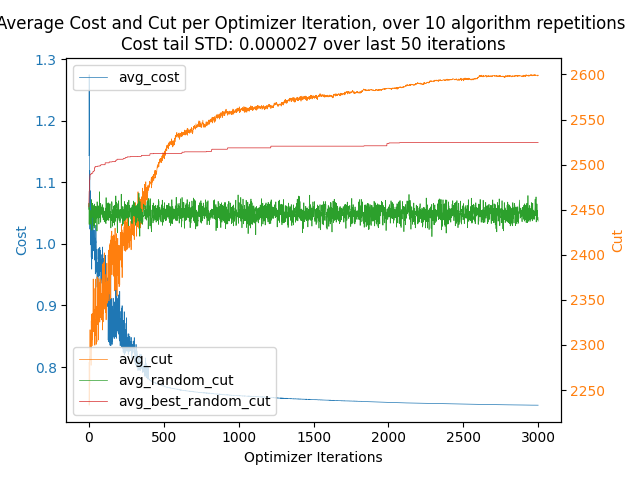 Average Cost and Cut per Optimizer Iteration, over 10 algorithm repetitions
Cost tail STD: 0.000027 over last 50 iterations
avg_cost
1.3
1.2
1.1
1.0
0.9
0.8
Cost
2600
2550
2500
2450
2400
2350
2300
2250
Cut
avg_cut
avg_random_cut
avg_best_random_cut
0
500
1000
1500
2000
2500
3000
Optimizer Iterations